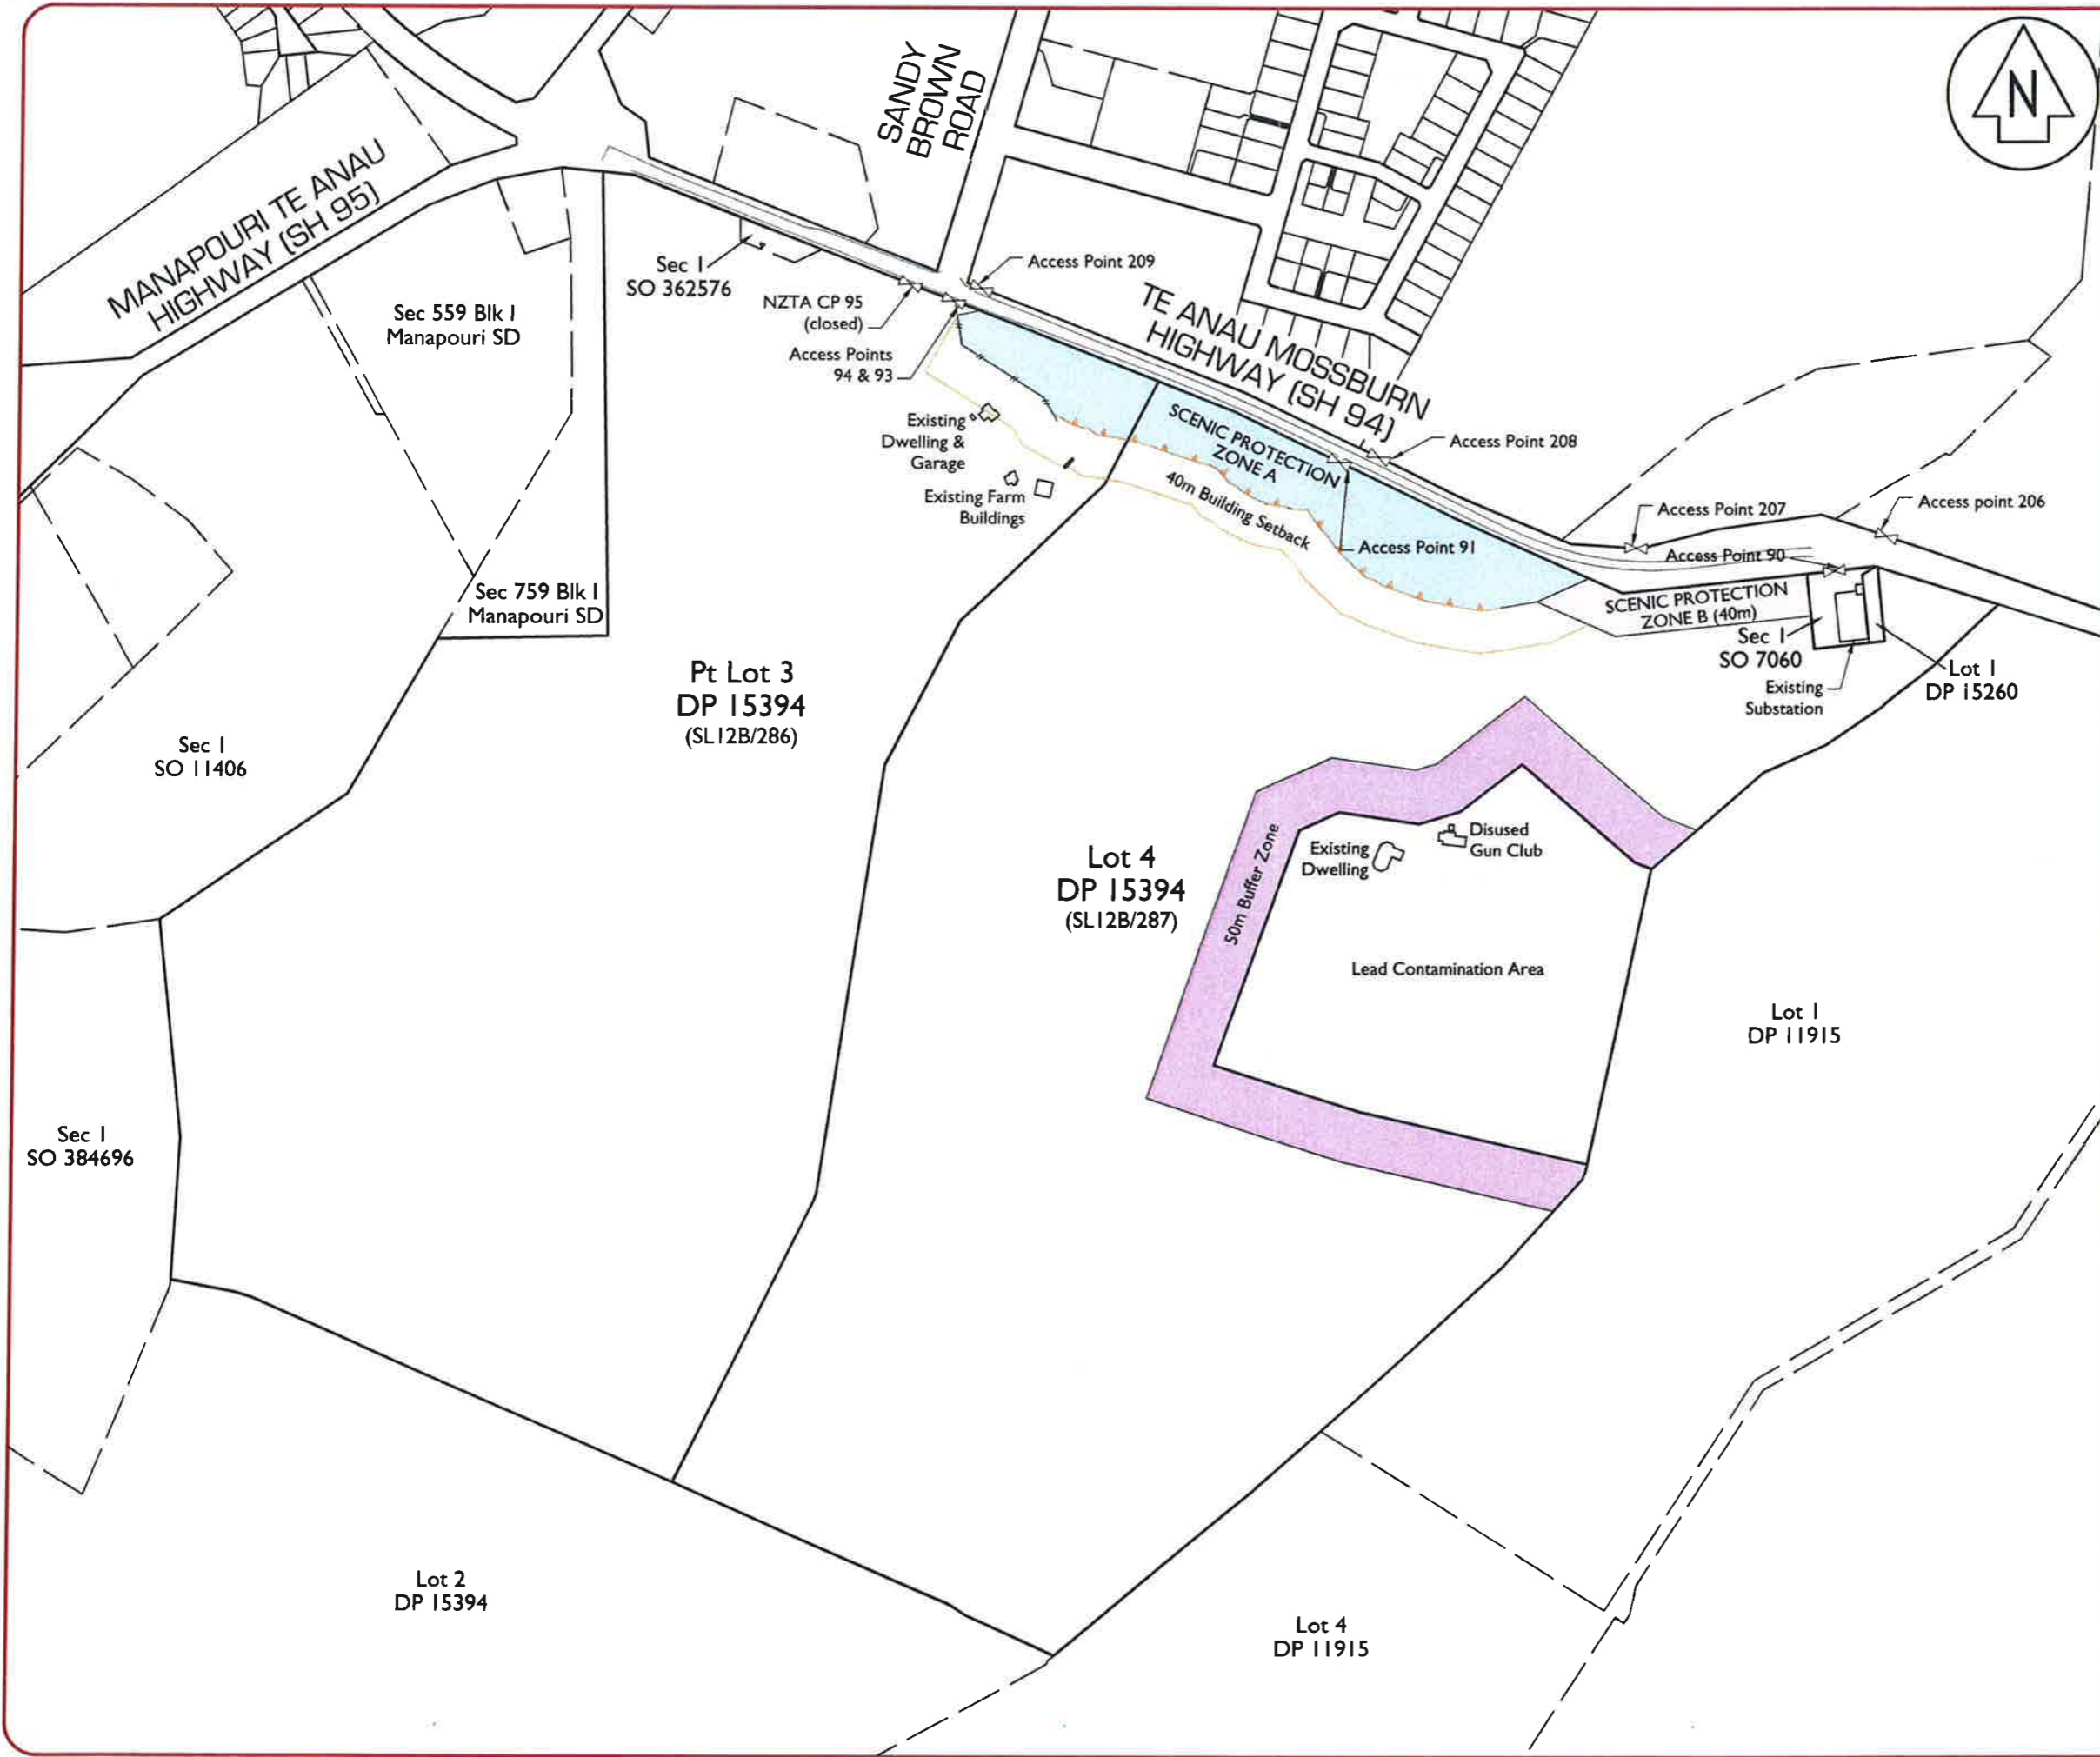 SANDY
BROWN
ROAD
N
MANAPOURI TE ANAU
HIGHWAY (SH 95)
Sec 559 Blk I
Manapouri SD
Sec I
SO 362576
NZTA CP 95
(closed)
Access Points
94 & 93
Access Point 209
TE ANAU MOSSBURN
HIGHWAY (SH 94)
Existing
Dwelling &
Garage
Existing Farm
Buildings
SCENIC PROTECTION
ZONE A
40m Building Setback
Access Point 208
Access Point 91
Access Point 207
Access point 206
Access Point 90
SCENIC PROTECTION
ZONE B (40m)
Sec I
SO 7060
Existing
Substation
Lot I
DP 15260
Sec 759 Blk I
Manapouri SD
Pt Lot 3
DP 15394
(SL12B/286)
Sec I
SO 11406
Lot 4
DP 15394
(SL12B/287)
50m Buffer Zone
Existing
Dwelling
Disused
Gun Club
Lead Contamination Area
Lot I
DP 11915
Sec I
SO 384696
Lot 2
DP 15394
Lot 4
DP 11915